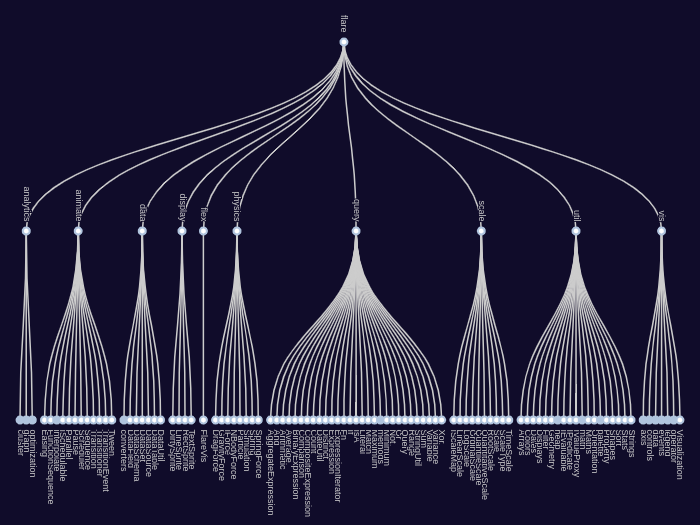 flare
analytics
animate
data
display
flex
physics
query
scale
util
vis
cluster
graph
optimization
Easing
FunctionSequence
interpolate
ISchedulable
Parallel
Pause
Scheduler
Sequence
Transition
Transitioner
TransitionEvent
Tween
converters
DataField
DataSchema
DataSet
DataSource
DataTable
DataUtil
DirtySprite
LineSprite
RectSprite
TextSprite
FlareVis
DragForce
GravityForce
IForce
NBodyForce
Particle
Simulation
Spring
SpringForce
AggregateExpression
And
Arithmetic
Average
BinaryExpression
Comparison
CompositeExpression
Count
DateUtil
Distinct
Expression
ExpressionIterator
Fn
If
IsA
Literal
Match
Maximum
methods
Minimum
Not
Or
Query
Range
StringUtil
Sum
Variable
Variance
Xor
IScaleMap
LinearScale
LogScale
OrdinalScale
QuantileScale
QuantitativeScale
RootScale
Scale
ScaleType
TimeScale
Arrays
Colors
Dates
Displays
Filter
Geometry
heap
IEvaluable
IPredicate
IValueProxy
math
Maths
Orientation
palette
Property
Shapes
Sort
Stats
Strings
axis
controls
data
events
legend
operator
Visualization